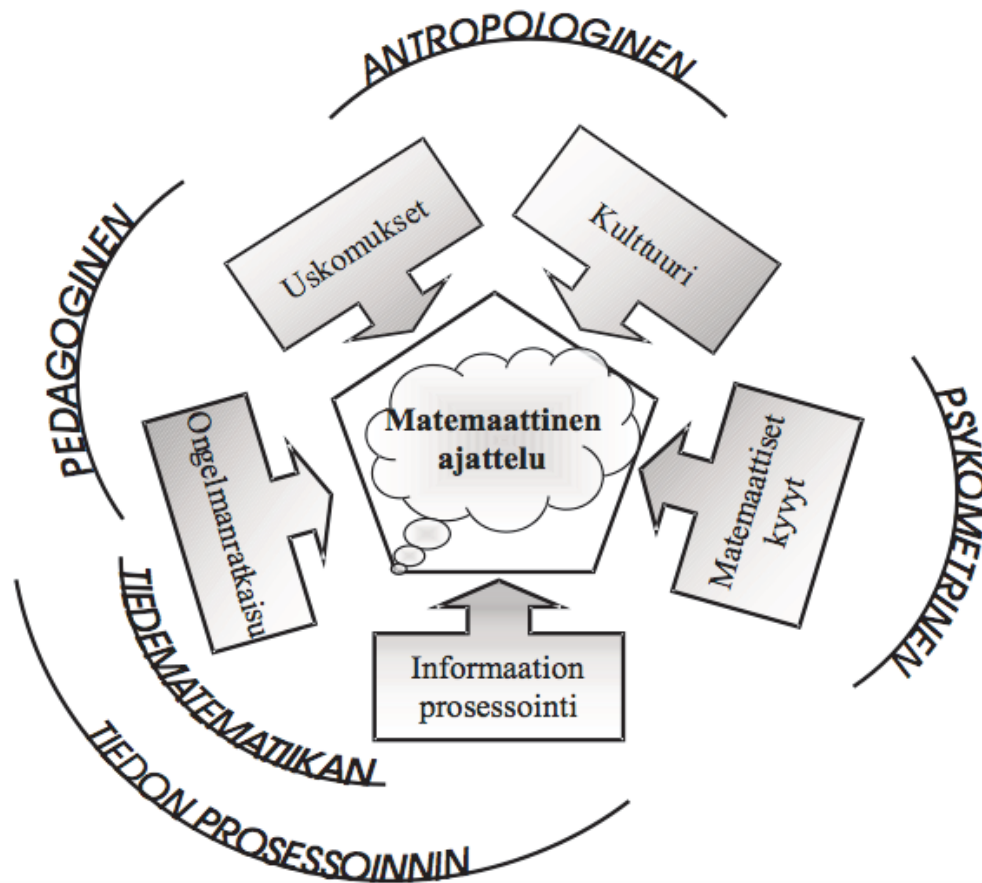 ANTROPOLOGINEN
PEDAGOGINEN
Uskomukset
Kulttuuri
PSYKOMETRINEN
Matemaattinen
ajattelu
Ongelmanratkaisu
Matemaattiset
kyvyt
Informaation
prosessointi
TIEDEMATEMATIIKAN
TIEDON PROSESSOINNIN